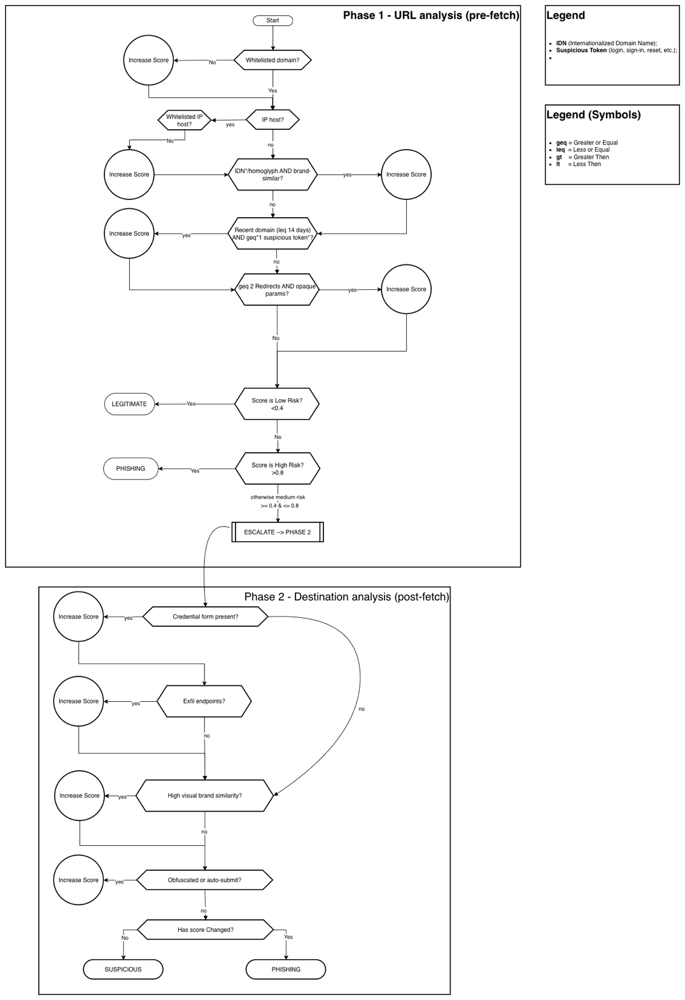 Phase 1 - URL analysis (pre-fetch)
Start
Whitelisted domain?
No
Increase Score
Yes
IP host?
yes
Whitelisted IP
host?
No
no
Increase Score
IDN*/homoglyph AND brand-
similar?
yes
Increase Score
no
Recent domain (leq 14 days)
AND geq*1 suspicious token*?
yes
Increase Score
no
geq 2 Redirects AND opaque
params?
yes
Increase Score
No
Score is Low Risk?
<0.4
Yes
LEGITIMATE
No
Score is High Risk?
>0.8
Yes
PHISHING
otherwise medium risk
>= 0.4 & <= 0.8
ESCALATE --> PHASE 2
Phase 2 - Destination analysis (post-fetch)
Credential form present?
yes
Increase Score
no
Exfil endpoints?
yes
Increase Score
no
High visual brand similarity?
yes
Increase Score
no
Obfuscated or auto-submit?
yes
Increase Score
no
Has score Changed?
No
Yes
SUSPICIOUS
PHISHING
Legend
IDN (Internationalized Domain Name);
Suspicious Token (login, sign-in, reset, etc.);
Legend (Symbols)
geq = Greater or Equal
leq = Less or Equal
gt = Greater Then
lt = Less Then